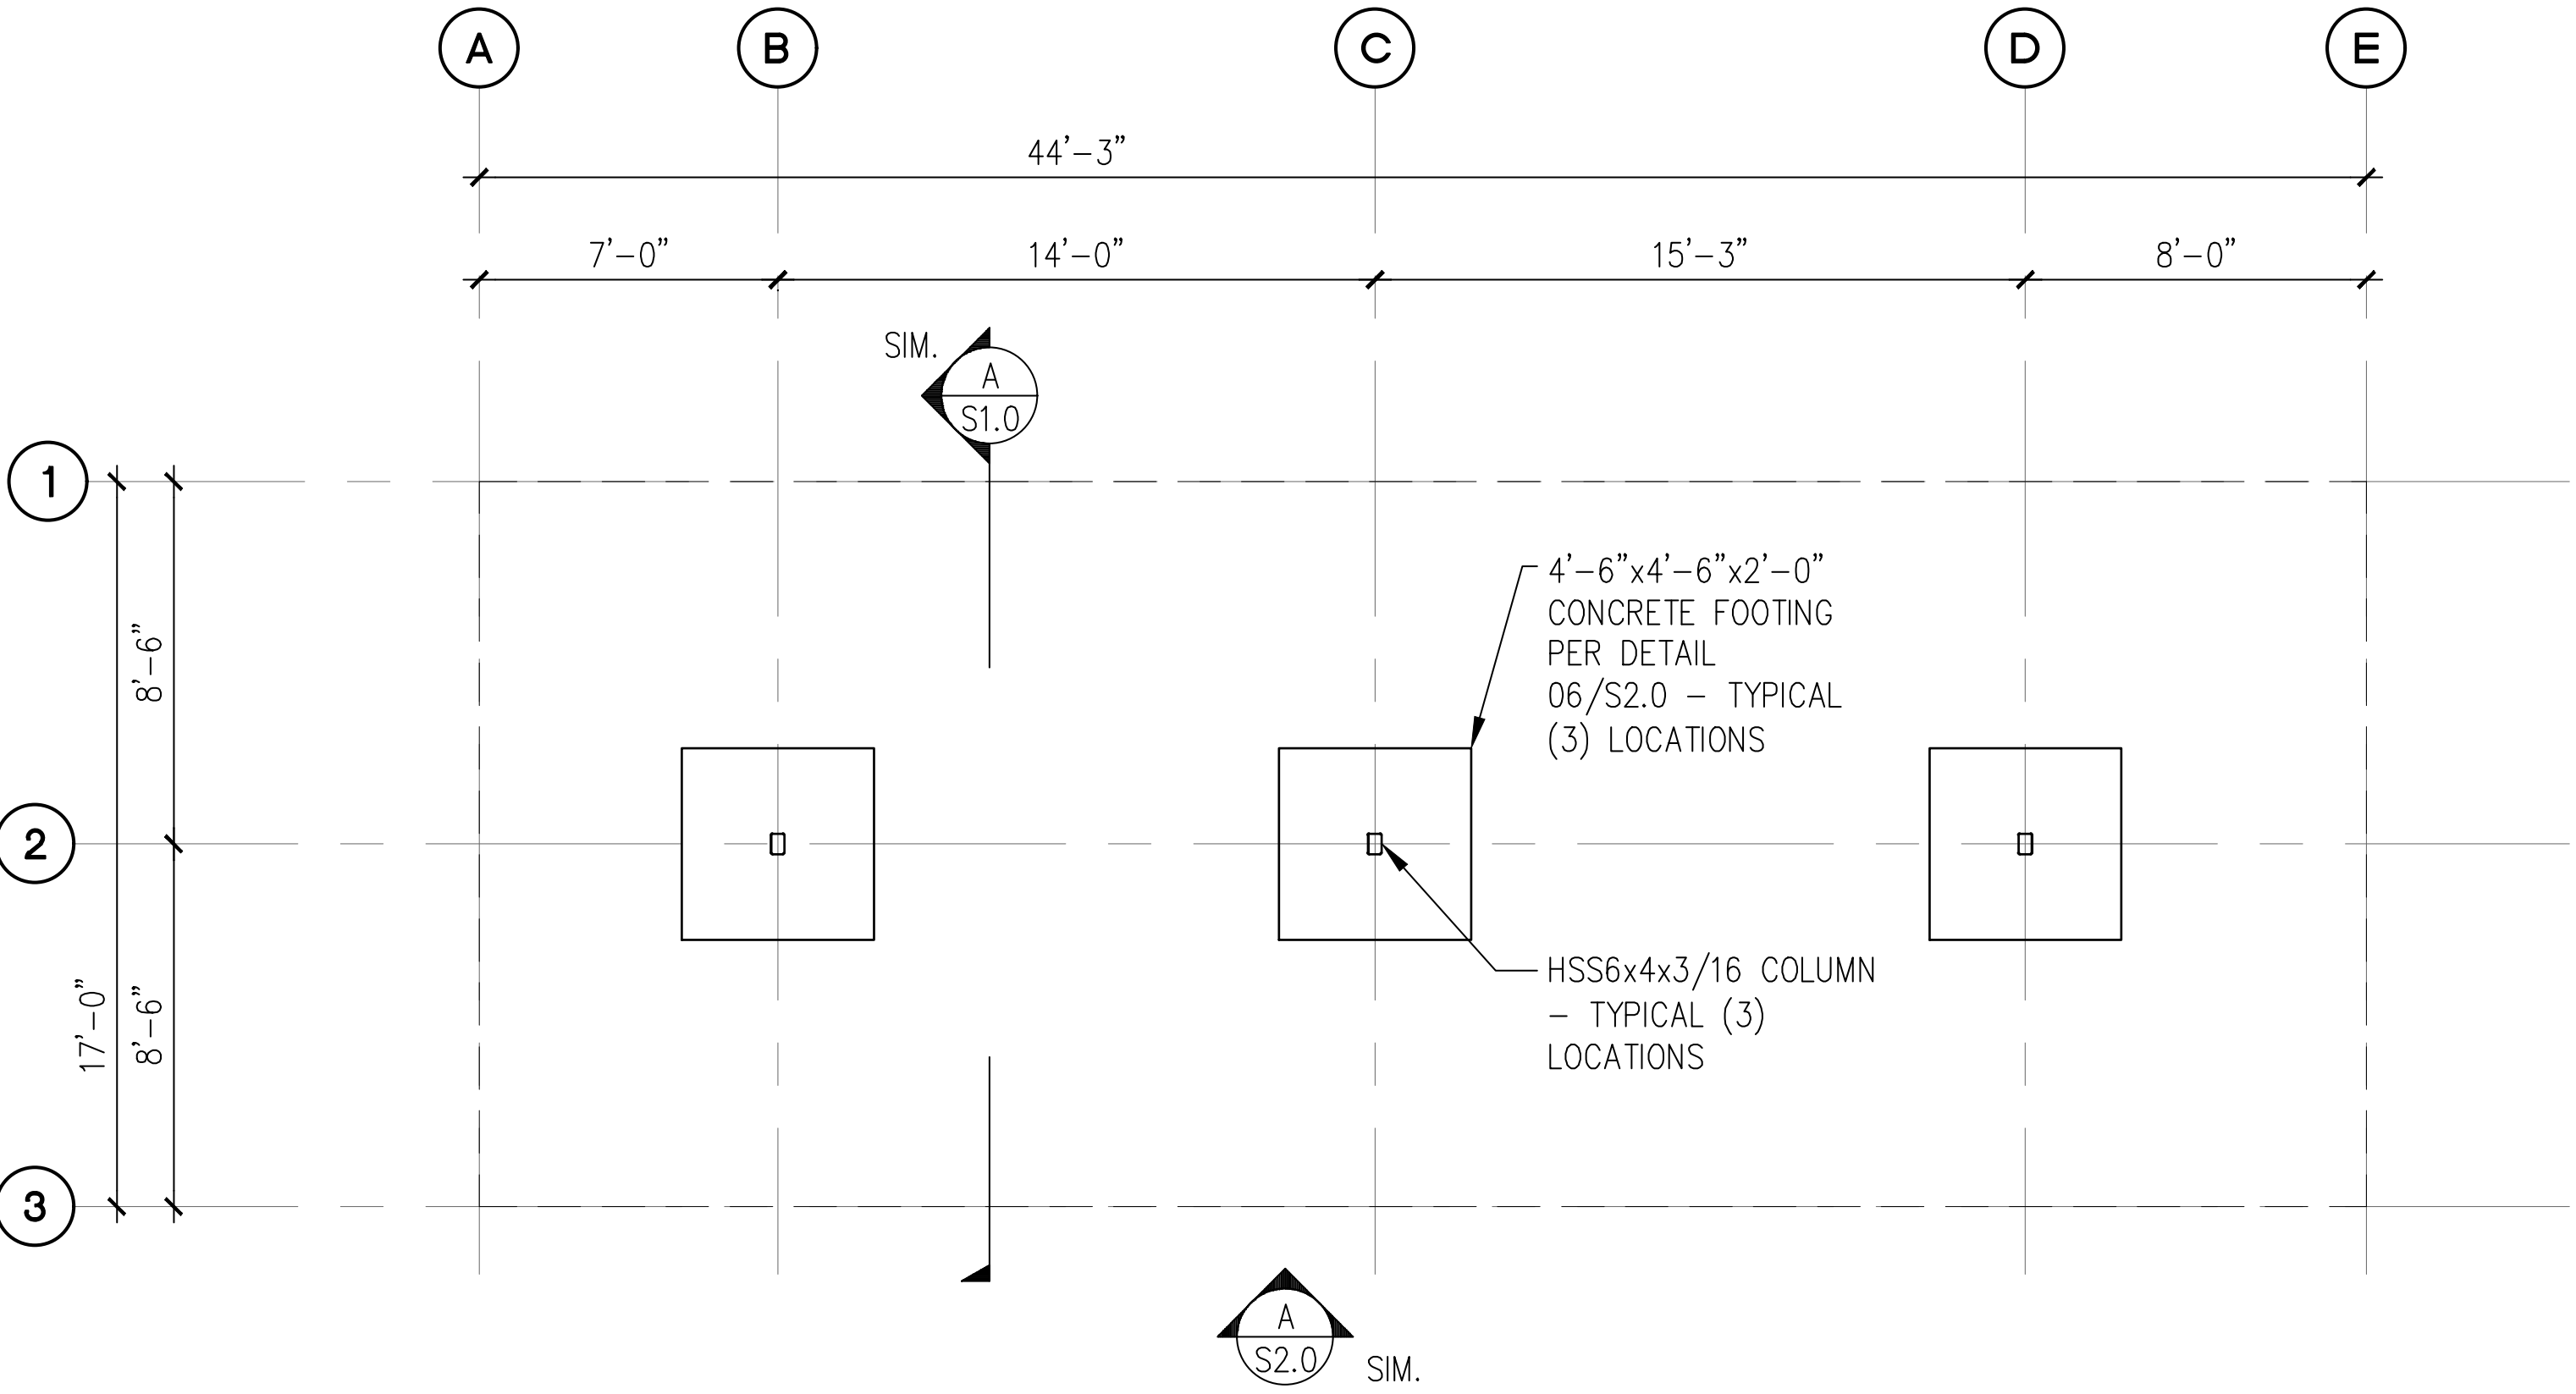 A B C D E
44'-3"
7'-0" 14'-0" 15'-3" 8'-0"
SIM.
A
S1.0
1
8'-6"
4'-6"x4'-6"x2'-0"
CONCRETE FOOTING
PER DETAIL
06/S2.0 - TYPICAL
(3) LOCATIONS
2
17'-0"
8'-6"
HSS6x4x3/16 COLUMN
- TYPICAL (3)
LOCATIONS
3
A
S2.0
SIM.